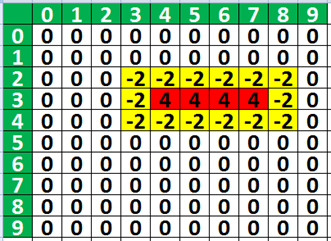 0 1 2 3 4 5 6 7 8 9
0 0 0 0 0 0 0 0 0 0 0
1 0 0 0 0 0 0 0 0 0 0
2 0 0 0 -2 -2 -2 -2 -2 -2 0
3 0 0 0 -2 4 4 4 4 -2 0
4 0 0 0 -2 -2 -2 -2 -2 -2 0
5 0 0 0 0 0 0 0 0 0 0
6 0 0 0 0 0 0 0 0 0 0
7 0 0 0 0 0 0 0 0 0 0
8 0 0 0 0 0 0 0 0 0 0
9 0 0 0 0 0 0 0 0 0 0